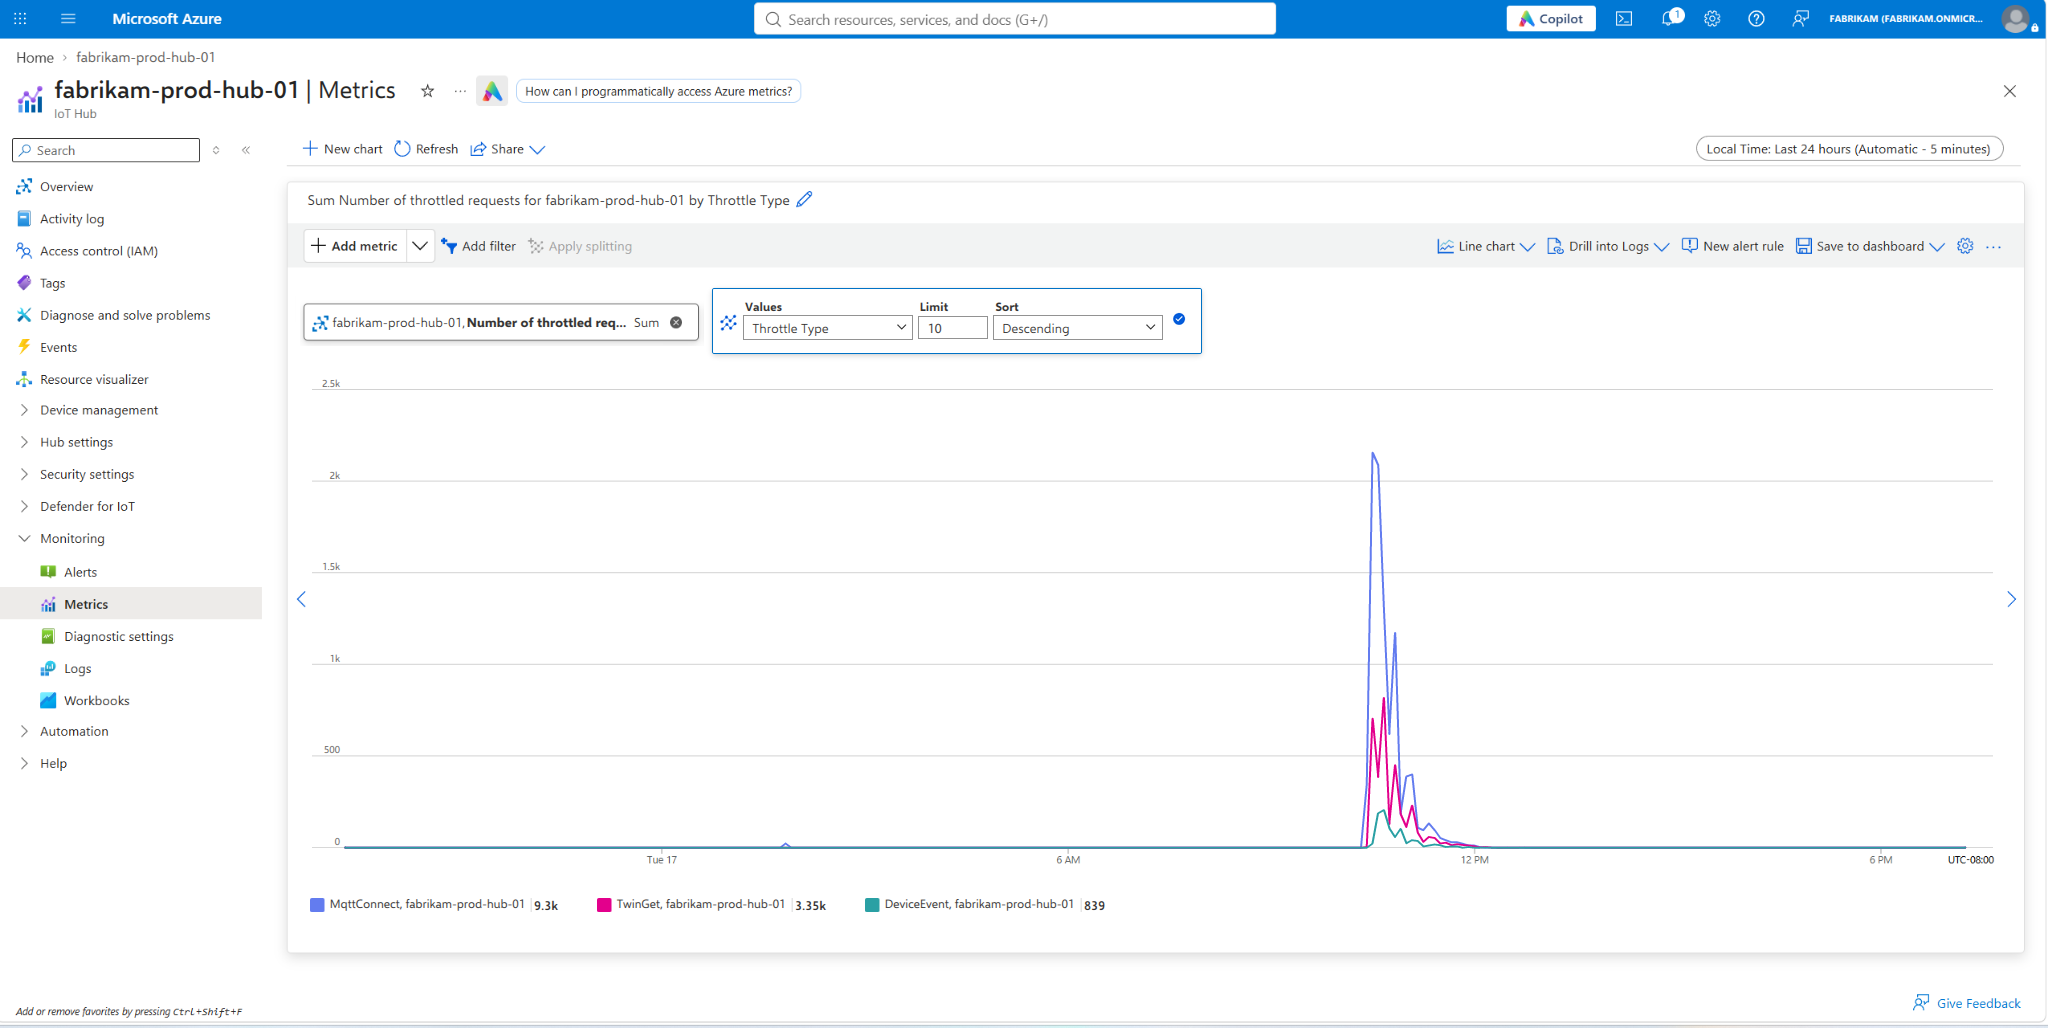 Microsoft Azure
Search resources, services, and docs (G+/)
Copilot
1
FABRIKAM (FABRIKAM.ONMICR...
Home > fabrikam-prod-hub-01
fabrikam-prod-hub-01 | Metrics
How can I programmatically access Azure metrics?
IoT Hub
Search
New chart
Refresh
Share
Local Time: Last 24 hours (Automatic - 5 minutes)
Overview
Activity log
Access control (IAM)
Tags
Diagnose and solve problems
Events
Resource visualizer
Device management
Hub settings
Security settings
Defender for IoT
Monitoring
Alerts
Metrics
Diagnostic settings
Logs
Workbooks
Automation
Help
Sum Number of throttled requests for fabrikam-prod-hub-01 by Throttle Type
Add metric
Add filter
Apply splitting
Line chart
Drill into Logs
New alert rule
Save to dashboard
fabrikam-prod-hub-01, Number of throttled req... Sum
Values
Limit
Sort
Throttle Type
10
Descending
2.5k
2k
1.5k
1k
500
0
Tue 17
6 AM
12 PM
6 PM
UTC-08:00
MqttConnect, fabrikam-prod-hub-01 | 9.3k
TwinGet, fabrikam-prod-hub-01 | 3.35k
DeviceEvent, fabrikam-prod-hub-01 | 839
Add or remove favorites by pressing Ctrl+Shift+F
Give Feedback